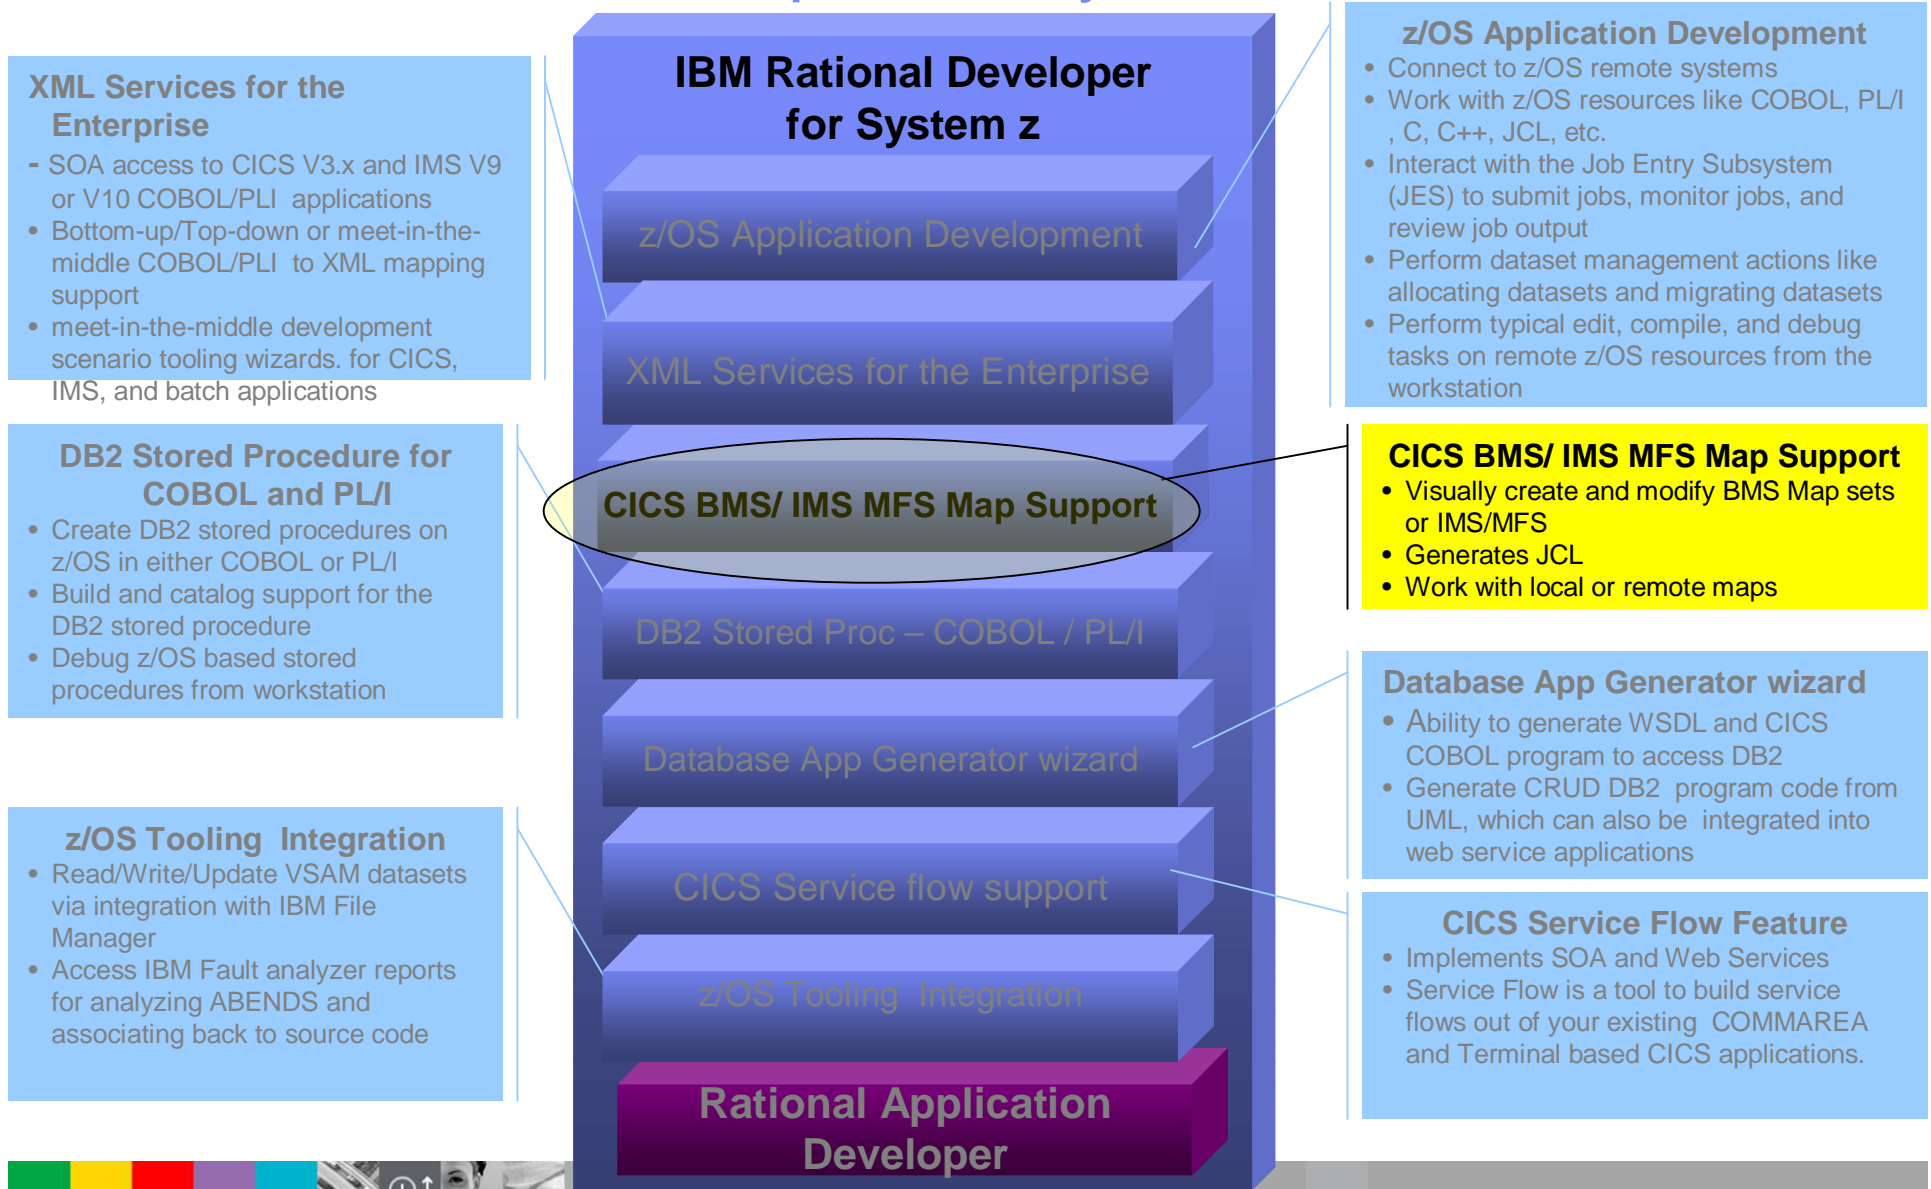 XML Services for the
Enterprise
- SOA access to CICS V3.x and IMS V9
or V10 COBOL/PLI applications
• Bottom-up/Top-down or meet-in-the-
middle COBOL/PLI to XML mapping
support
• meet-in-the-middle development
scenario tooling wizards. for CICS,
IMS, and batch applications
DB2 Stored Procedure for
COBOL and PL/I
• Create DB2 stored procedures on
z/OS in either COBOL or PL/I
• Build and catalog support for the
DB2 stored procedure
• Debug z/OS based stored
procedures from workstation
z/OS Tooling Integration
• Read/Write/Update VSAM datasets
via integration with IBM File
Manager
• Access IBM Fault analyzer reports
for analyzing ABENDS and
associating back to source code
IBM Rational Developer
for System z
z/OS Application Development
XML Services for the Enterprise
CICS BMS/ IMS MFS Map Support
DB2 Stored Proc – COBOL / PL/I
Database App Generator wizard
CICS Service flow support
z/OS Tooling Integration
Rational Application
Developer
z/OS Application Development
• Connect to z/OS remote systems
• Work with z/OS resources like COBOL, PL/I
, C, C++, JCL, etc.
• Interact with the Job Entry Subsystem
(JES) to submit jobs, monitor jobs, and
review job output
• Perform dataset management actions like
allocating datasets and migrating datasets
• Perform typical edit, compile, and debug
tasks on remote z/OS resources from the
workstation
CICS BMS/ IMS MFS Map Support
• Visually create and modify BMS Map sets
or IMS/MFS
• Generates JCL
• Work with local or remote maps
Database App Generator wizard
• Ability to generate WSDL and CICS
COBOL program to access DB2
• Generate CRUD DB2 program code from
UML, which can also be integrated into
web service applications
CICS Service Flow Feature
• Implements SOA and Web Services
• Service Flow is a tool to build service
flows out of your existing COMMAREA
and Terminal based CICS applications.